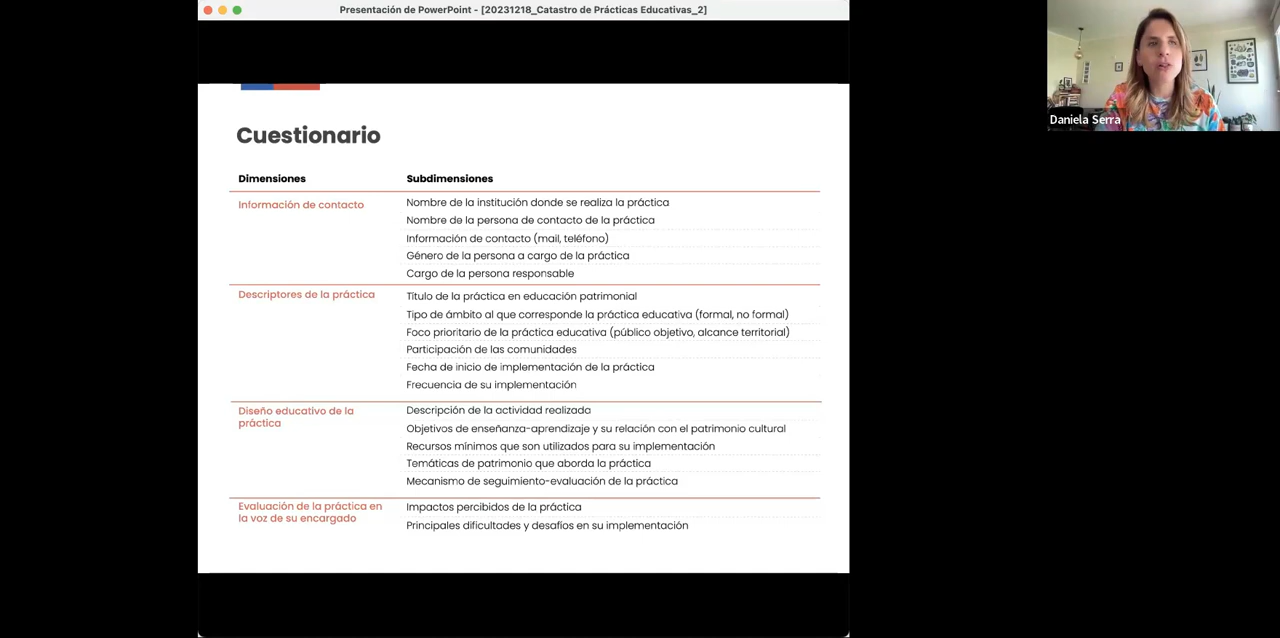 Presentación de PowerPoint - [20231218_Catastro de Prácticas Educativas_2]
Daniela Serra
Cuestionario
Dimensiones
Subdimensiones
Información de contacto
Nombre de la institución donde se realiza la práctica
Nombre de la persona de contacto de la práctica
Información de contacto (mail, teléfono)
Género de la persona a cargo de la práctica
Cargo de la persona responsable
Descriptores de la práctica
Título de la práctica en educación patrimonial
Tipo de ámbito al que corresponde la práctica educativa (formal, no formal)
Foco prioritario de la práctica educativa (público objetivo, alcance territorial)
Participación de las comunidades
Fecha de inicio de implementación de la práctica
Frecuencia de su implementación
Diseño educativo de la
práctica
Descripción de la actividad realizada
Objetivos de enseñanza-aprendizaje y su relación con el patrimonio cultural
Recursos mínimos que son utilizados para su implementación
Temáticas de patrimonio que aborda la práctica
Mecanismo de seguimiento-evaluación de la práctica
Evaluación de la práctica en
la voz de su encargado
Impactos percibidos de la práctica
Principales dificultades y desafíos en su implementación